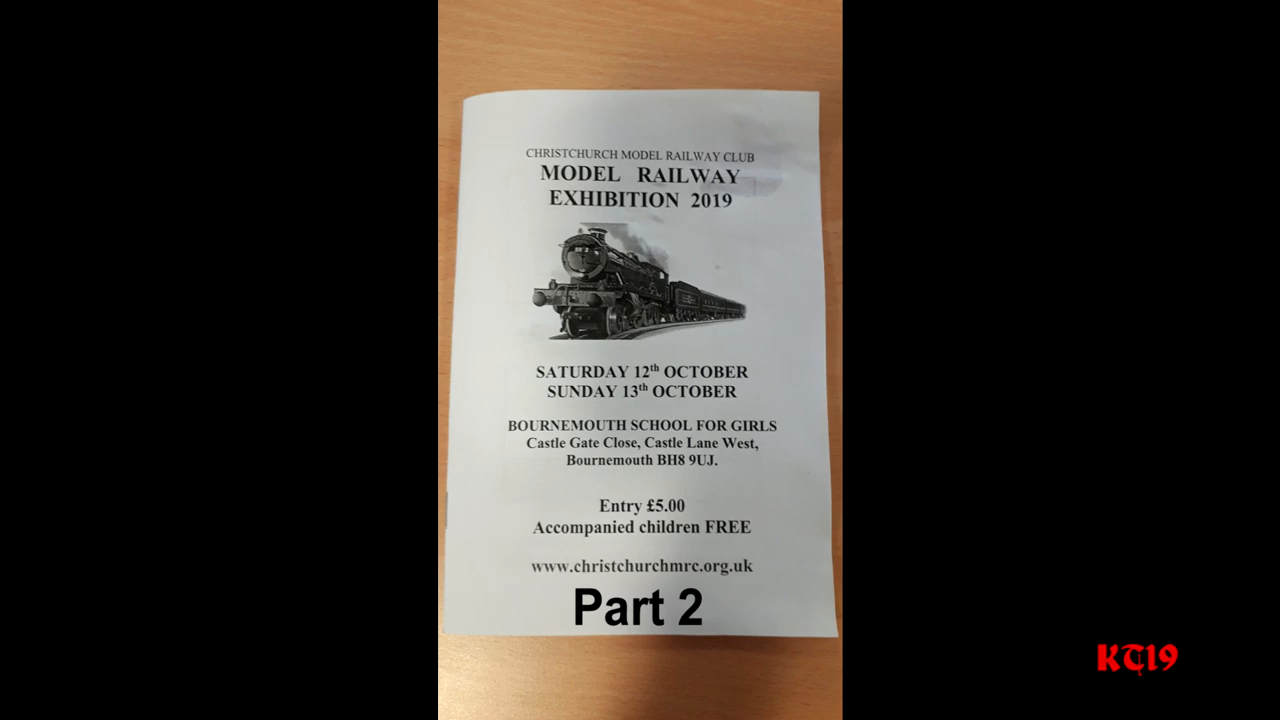 CHRISTCHURCH MODEL RAILWAY CLUB
MODEL RAILWAY
EXHIBITION 2019
SATURDAY 12th OCTOBER
SUNDAY 13th OCTOBER
BOURNEMOUTH SCHOOL FOR GIRLS
Castle Gate Close, Castle Lane West,
Bournemouth BH8 9UJ.
Entry £5.00
Accompanied children FREE
www.christchurchmrc.org.uk
Part 2
KT19